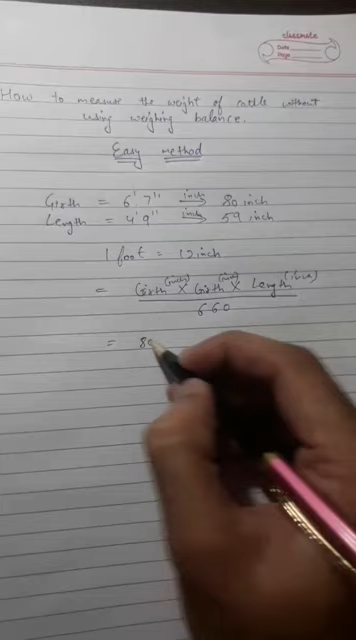 classmate
Date
Page
How to measure the weight of cattle without
using weighing balance.
Easy method
Girth = 6' 7" inch→ 80 inch
Length = 4' 9" inch→ 59 inch
1 foot = 12 inch
= Girth (inch) X Girth (inch) X Length (inch)
660
= 80